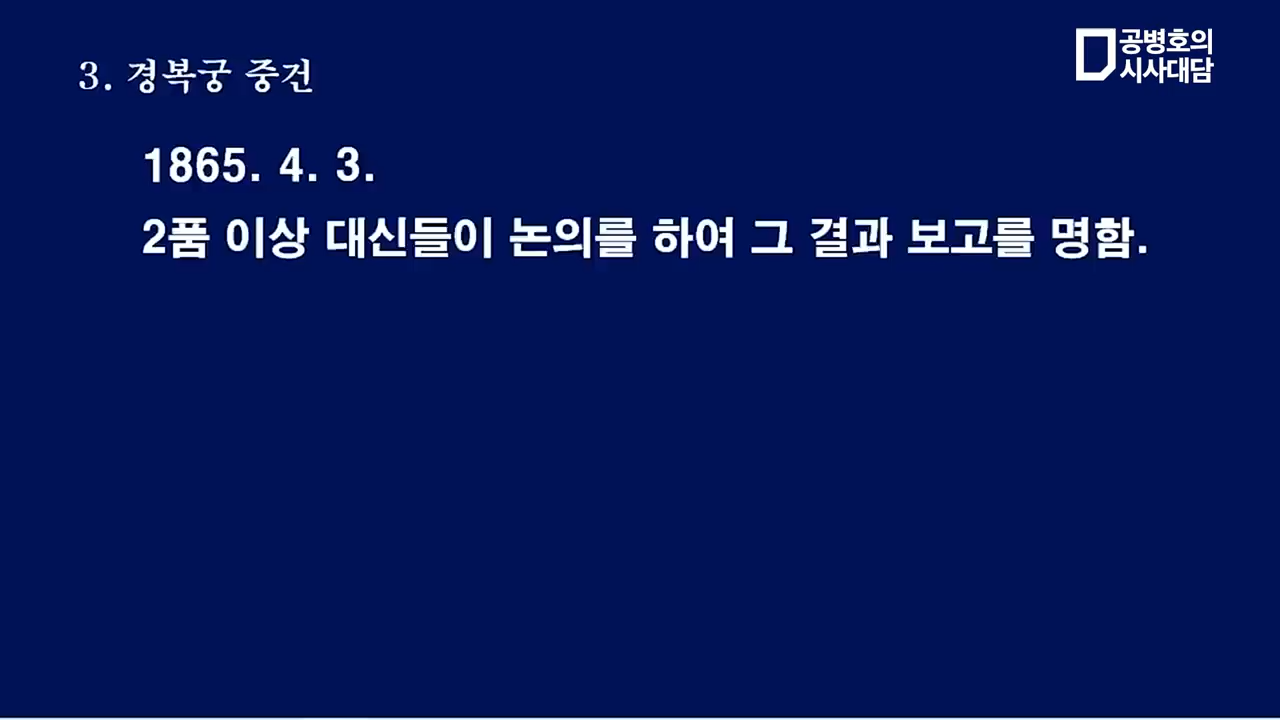 3. 경복궁 중건
공병호의
시사대담
1865. 4. 3.
2품 이상 대신들이 논의를 하여 그 결과 보고를 명함.